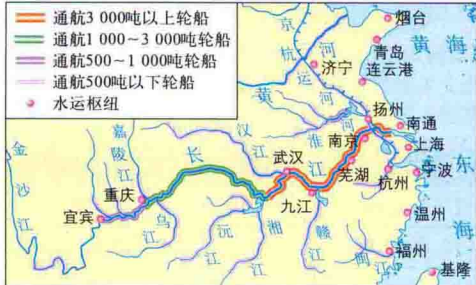 通航3 000吨以上轮船
通航1 000~3 000吨轮船
通航500~1 000吨轮船
通航500吨以下轮船
水运枢纽
京杭运河
烟台
黄海
青岛
济宁
连云港
黄河
扬州
淮河
南通
南京
上海
金沙江
嘉陵江
长江
汉江
武汉
芜湖
杭州
宁波
东海
重庆
宜宾
乌江
九江
沅江
湘江
赣江
温州
闽江
福州
基隆